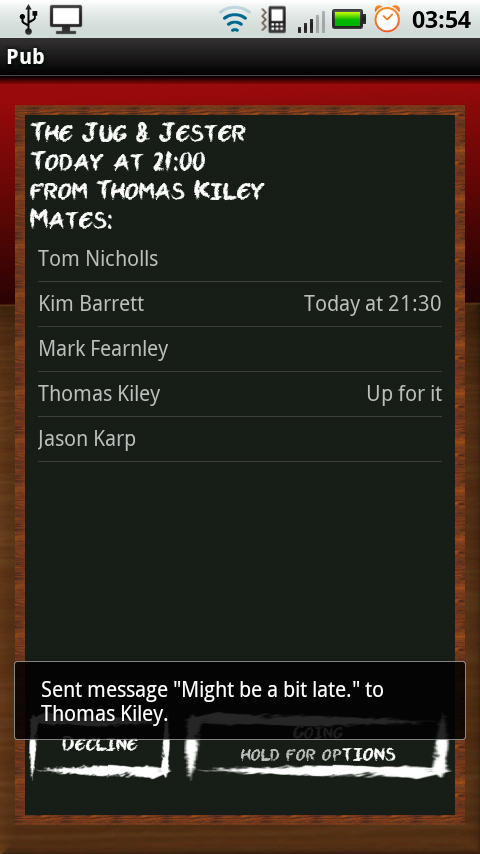 03:54
Pub
The Jug & Jester
Today at 21:00
from Thomas Kiley
Mates:
Tom Nicholls
Kim Barrett Today at 21:30
Mark Fearnley
Thomas Kiley Up for it
Jason Karp
Sent message "Might be a bit late." to
Thomas Kiley.
Decline
Going
hold for options